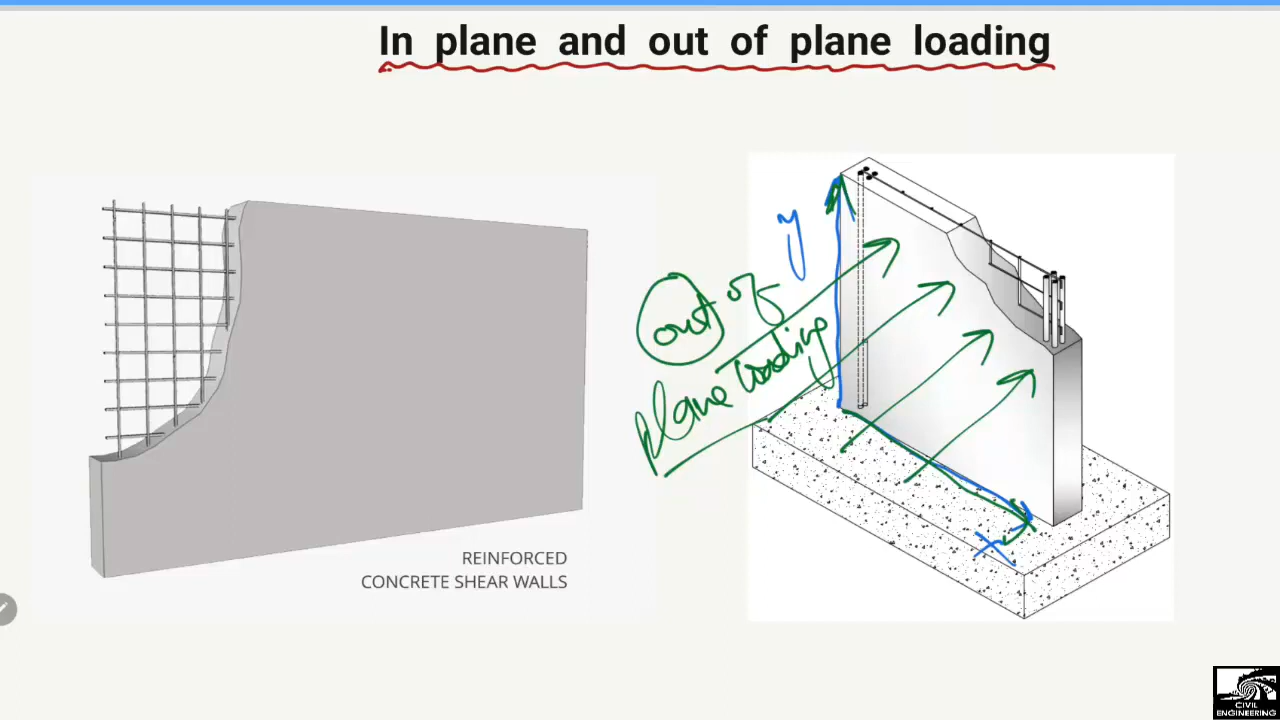 In plane and out of plane loading
y
out of
plane loading
x
REINFORCED
CONCRETE SHEAR WALLS
CIVIL
ENGINEERING